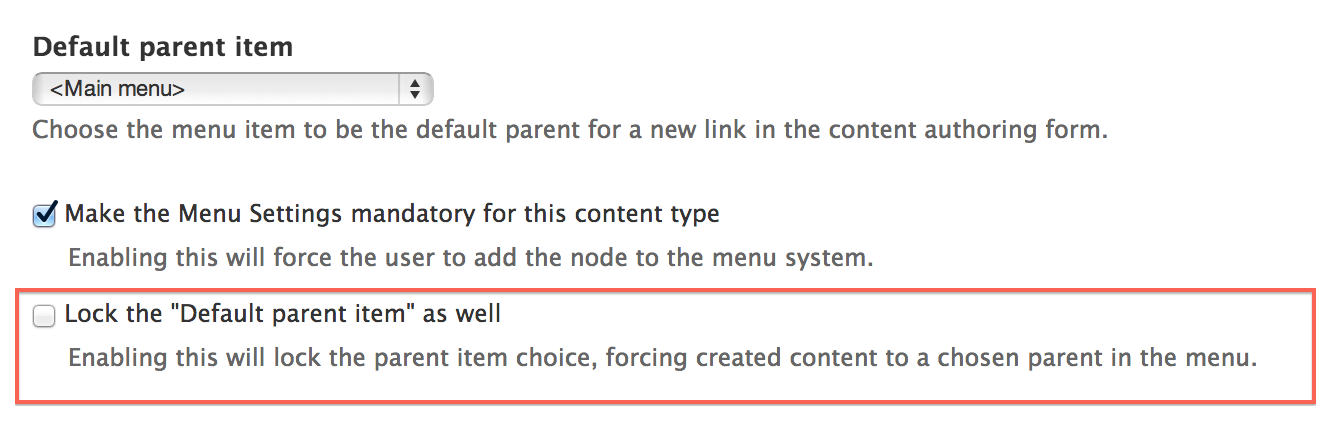 Default parent item
<Main menu>
Choose the menu item to be the default parent for a new link in the content authoring form.
Make the Menu Settings mandatory for this content type
Enabling this will force the user to add the node to the menu system.
Lock the "Default parent item" as well
Enabling this will lock the parent item choice, forcing created content to a chosen parent in the menu.